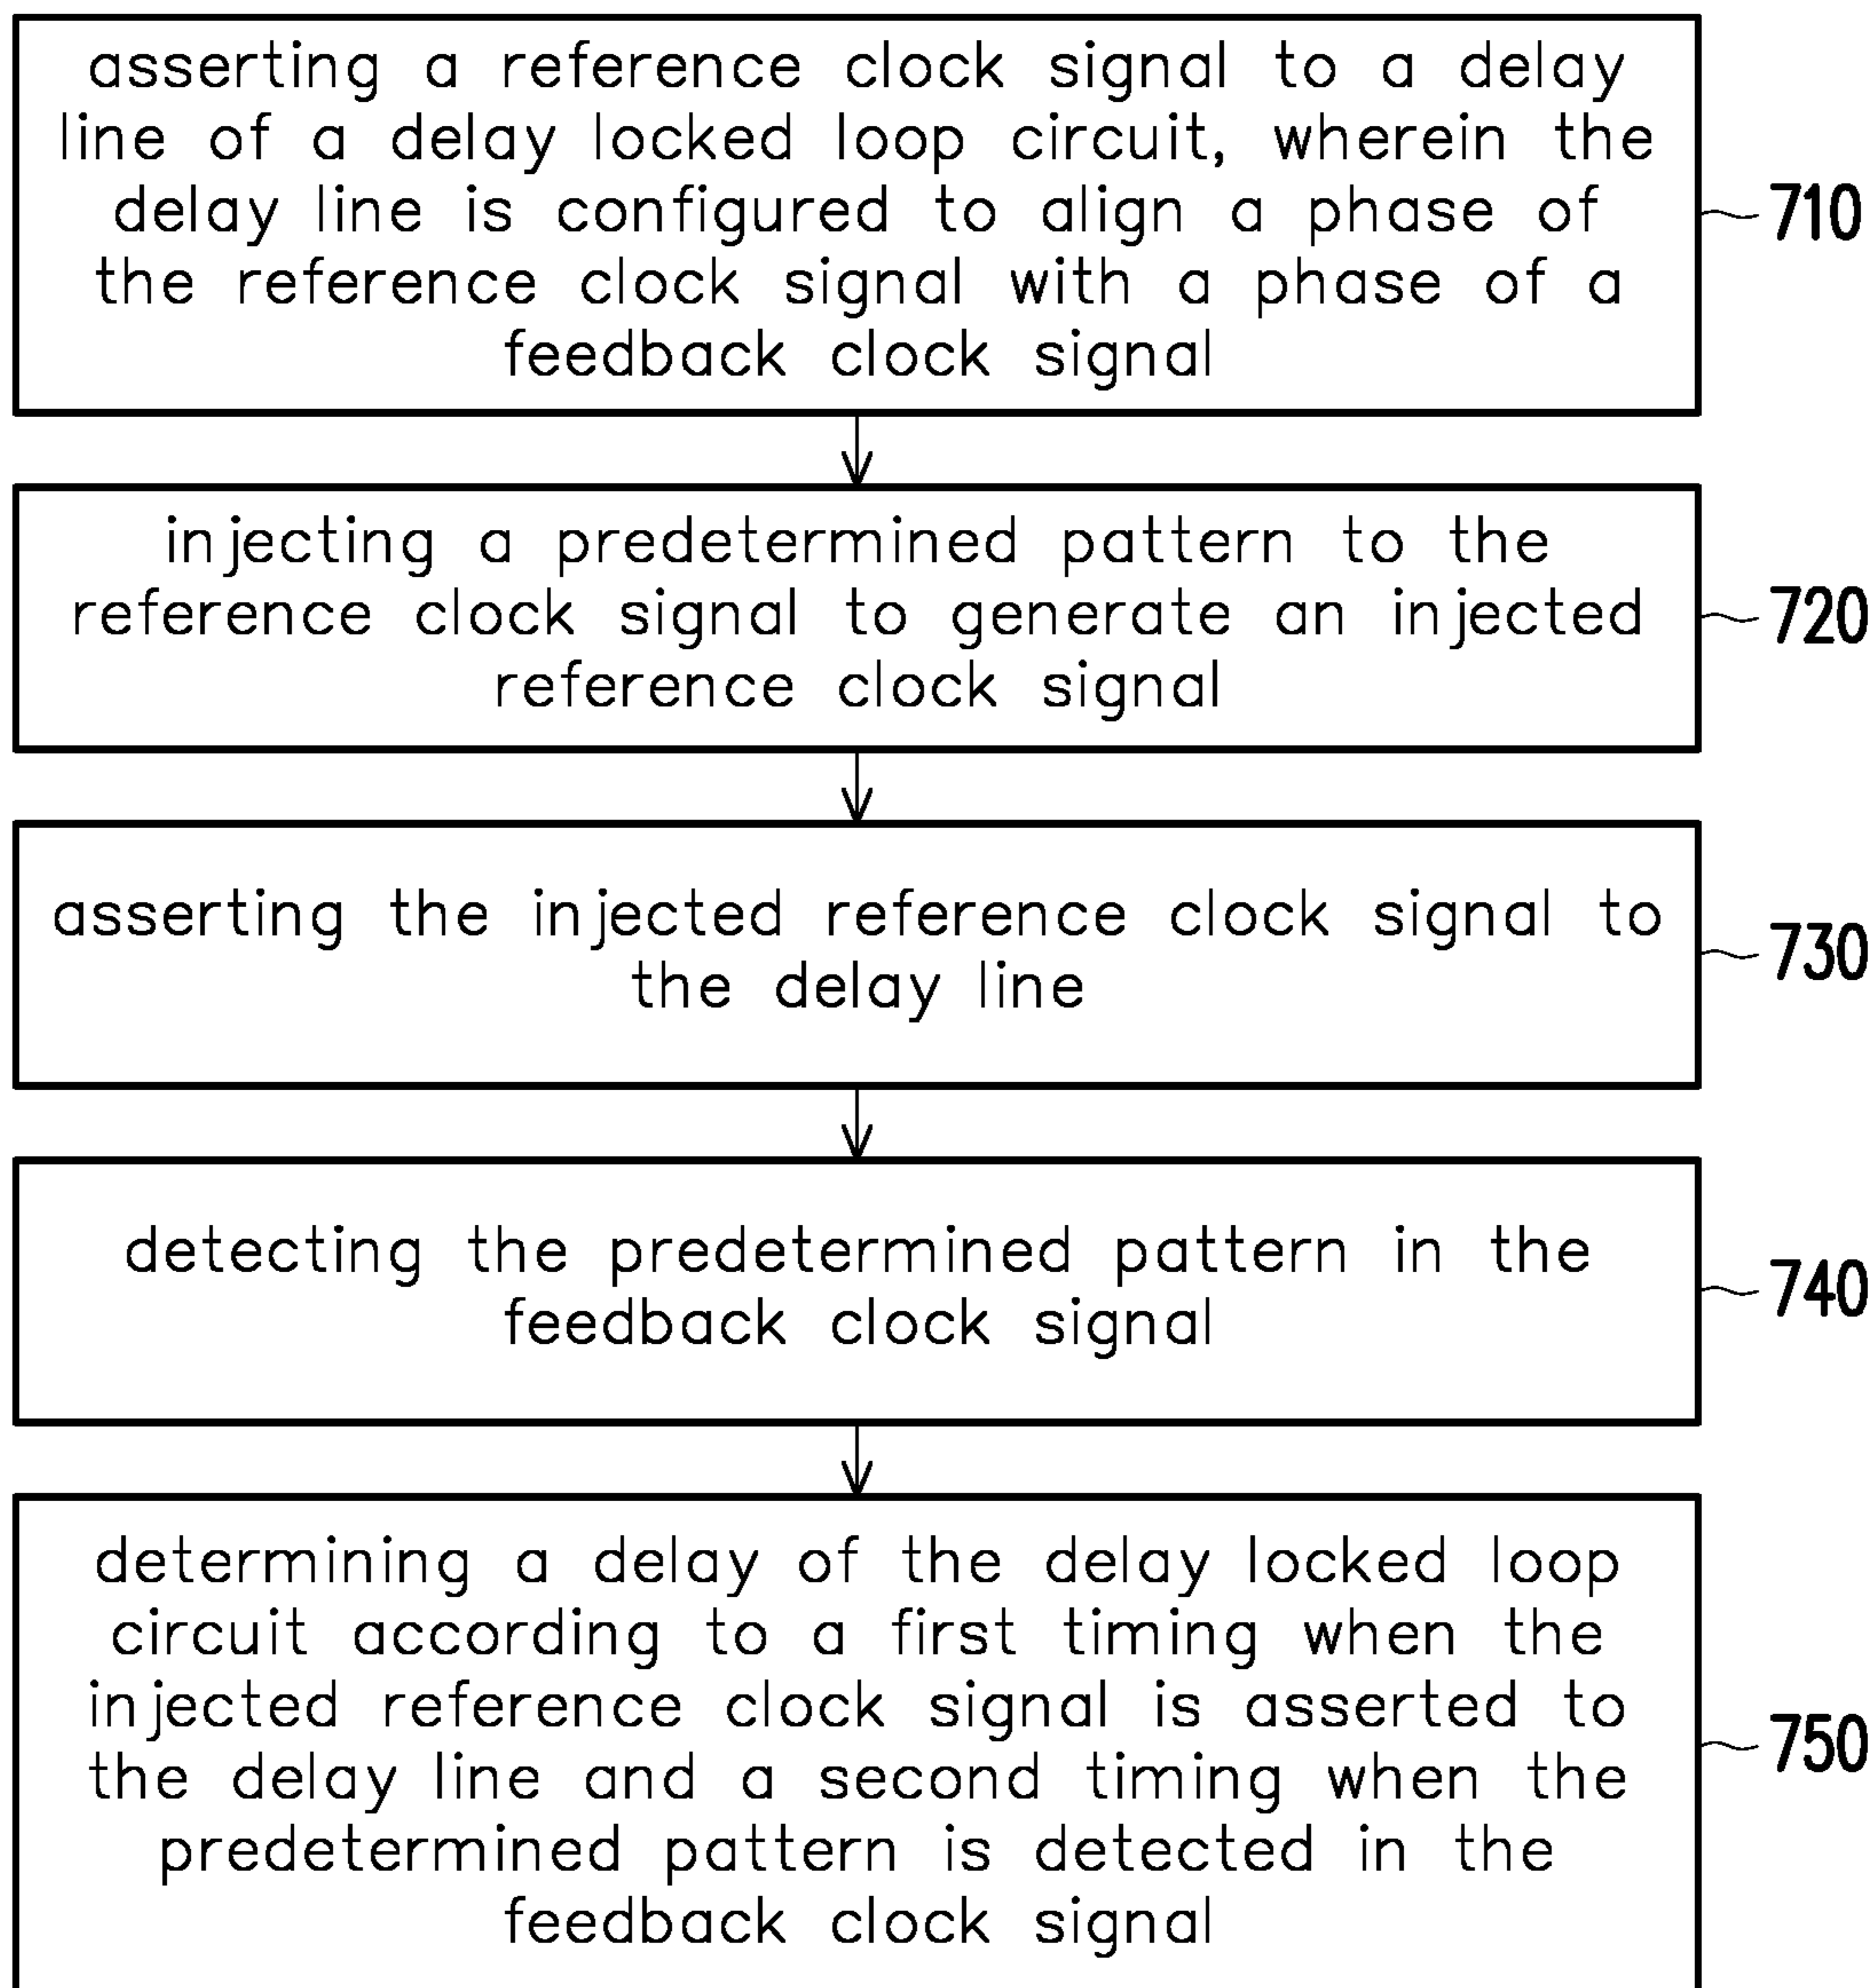 asserting a reference clock signal to a delay
line of a delay locked loop circuit, wherein the
delay line is configured to align a phase of
the reference clock signal with a phase of a
feedback clock signal
710
injecting a predetermined pattern to the
reference clock signal to generate an injected
reference clock signal
720
asserting the injected reference clock signal to
the delay line
730
detecting the predetermined pattern in the
feedback clock signal
740
determining a delay of the delay locked loop
circuit according to a first timing when the
injected reference clock signal is asserted to
the delay line and a second timing when the
predetermined pattern is detected in the
feedback clock signal
750